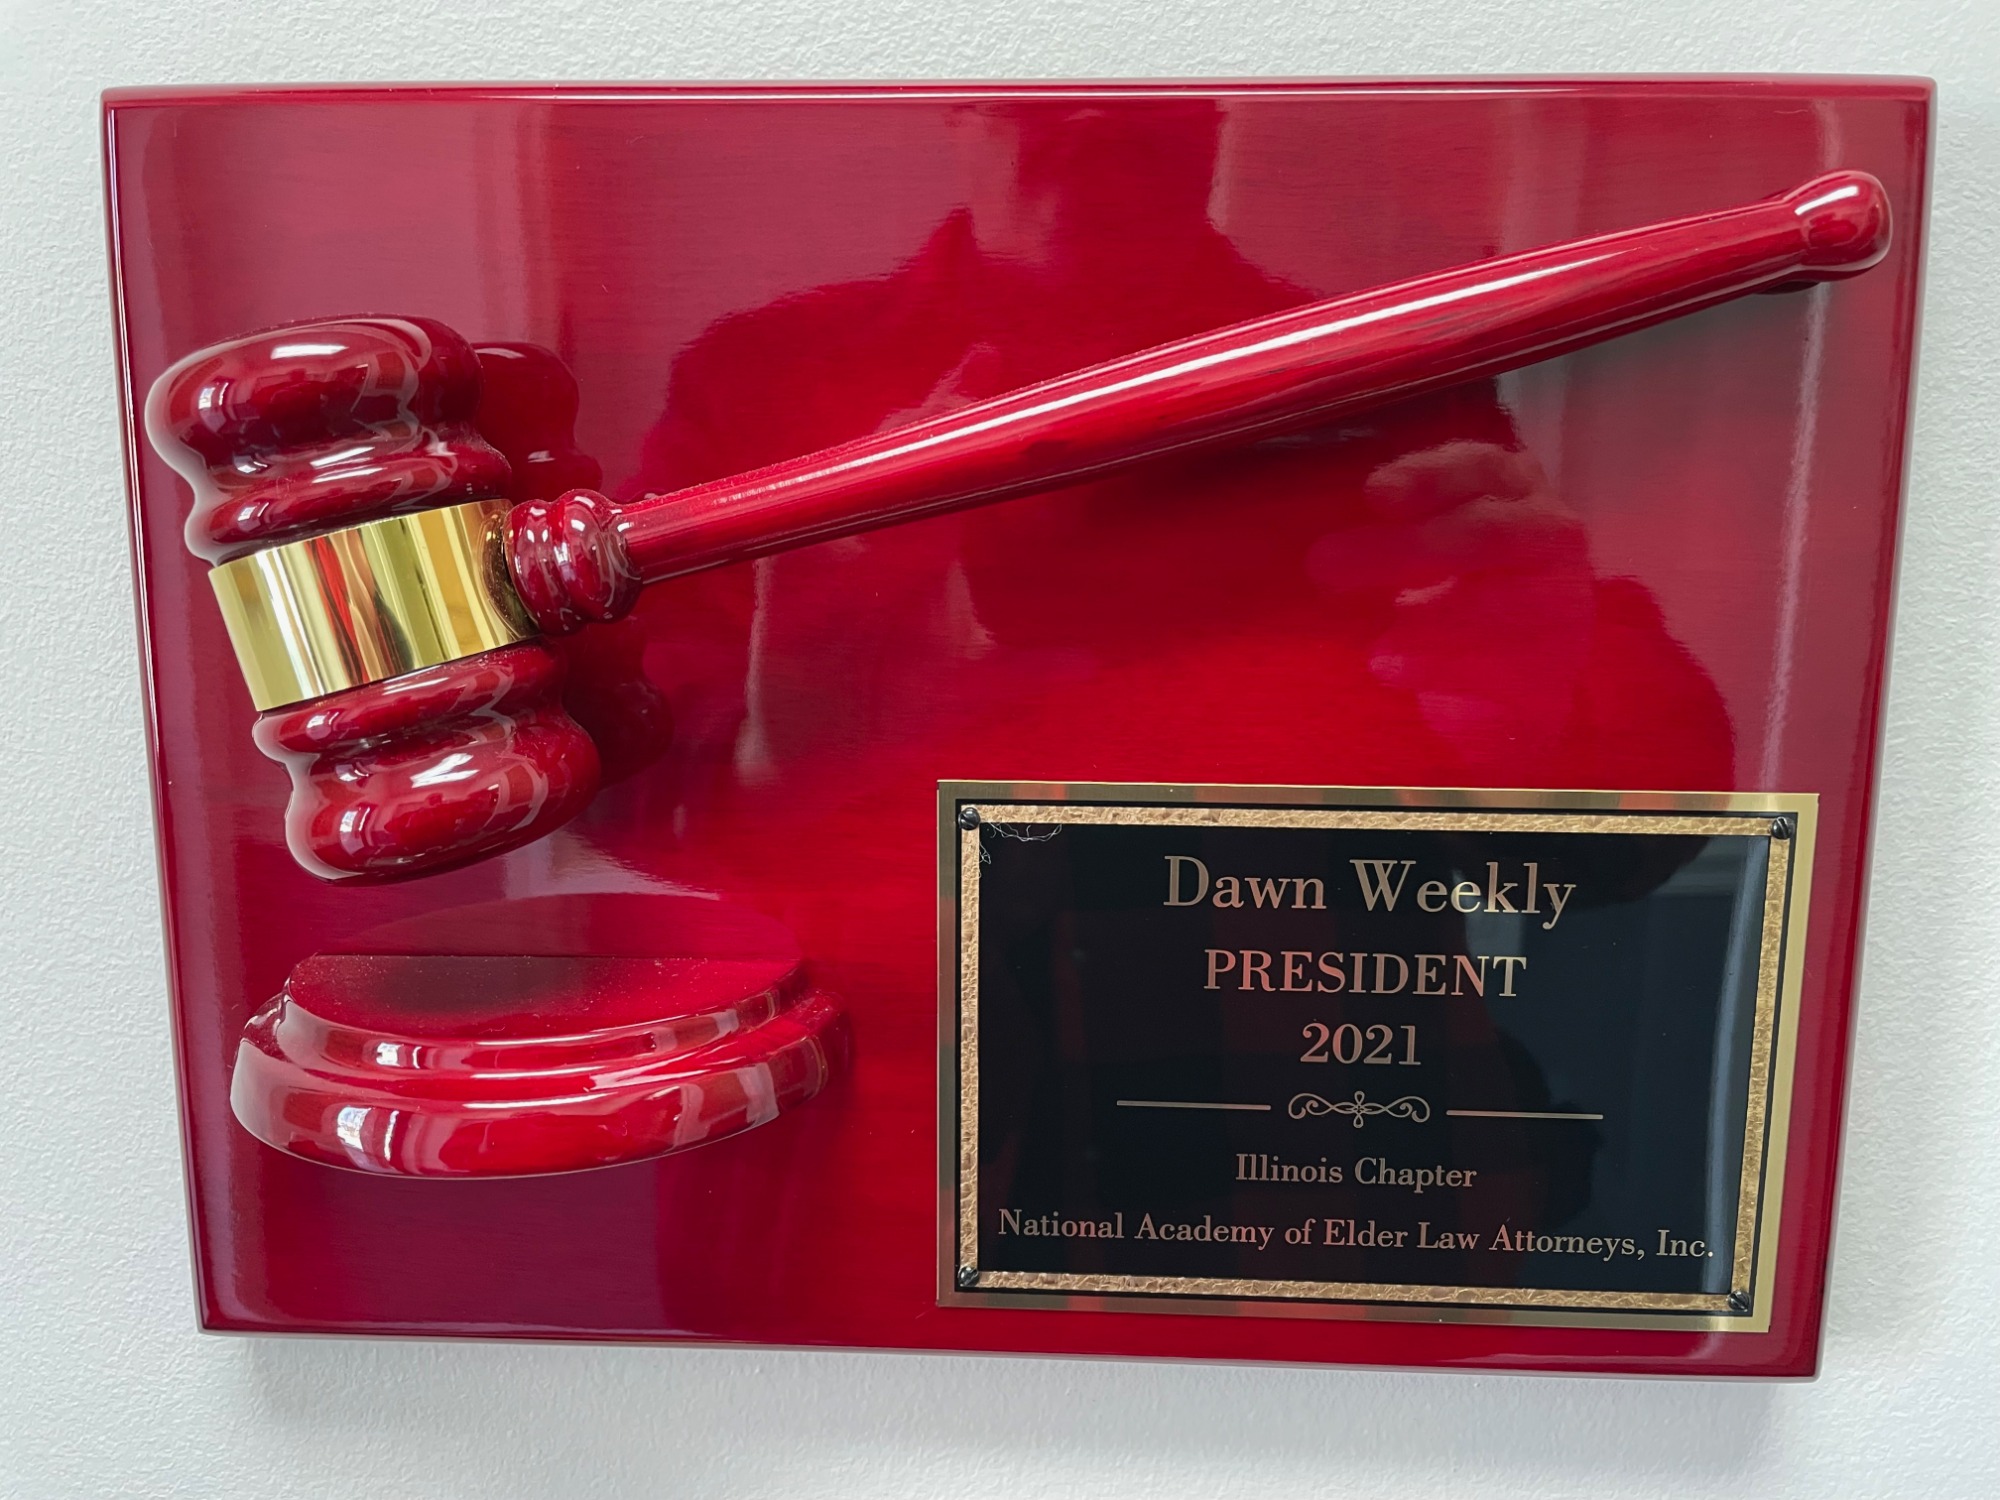 Dawn Weekly
PRESIDENT
2021
Illinois Chapter
National Academy of Elder Law Attorneys, Inc.